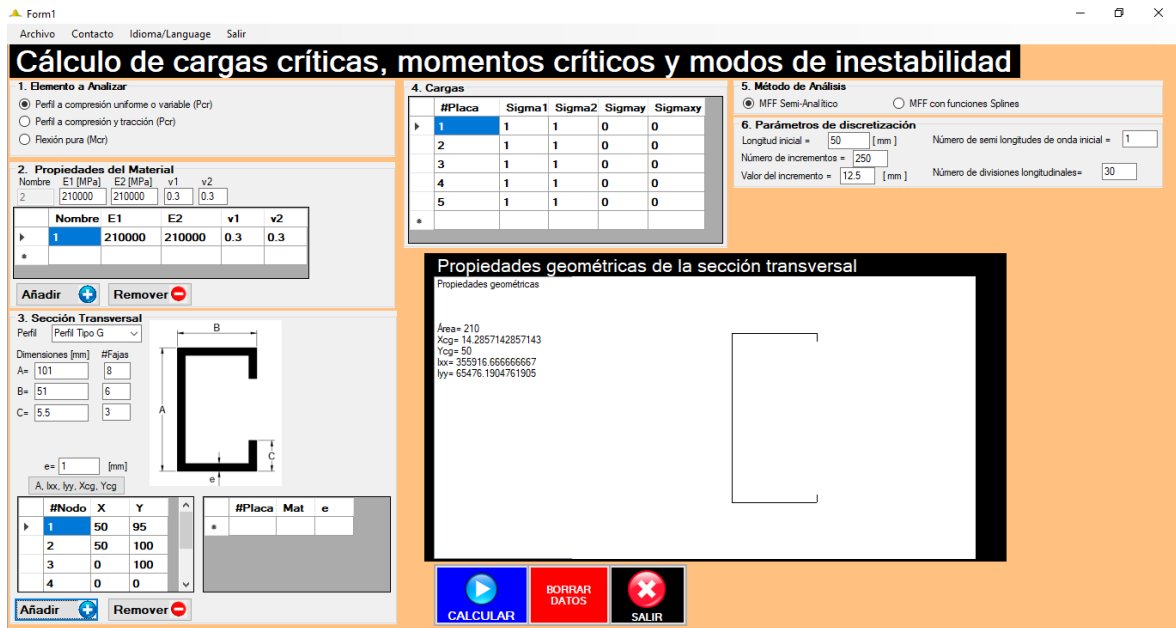 Form1
Archivo Contacto Idioma/Language Salir
Cálculo de cargas críticas, momentos críticos y modos de inestabilidad
1. Elemento a Analizar
Perfil a compresión uniforme o variable (Pcr)
Perfil a compresión y tracción (Pcr)
Flexión pura (Mcr)
2. Propiedades del Material
Nombre E1 [MPa] E2 [MPa] v1 v2
2 210000 210000 0.3 0.3
Nombre E1 E2 v1 v2
1 210000 210000 0.3 0.3
Añadir Remover
3. Sección Transversal
Perfil Perfil Tipo G
Dimensiones [mm] #Fajas
A= 101 8
B= 51 6
C= 5.5 3
e= 1 [mm]
A, Ixx, Iyy, Xcg, Ycg
B
A
C
e
#Nodo X Y
1 50 95
2 50 100
3 0 100
4 0 0
#Placa Mat e
Añadir Remover
4. Cargas
#Placa Sigma1 Sigma2 Sigmay Sigmaxy
1 1 1 0 0
2 1 1 0 0
3 1 1 0 0
4 1 1 0 0
5 1 1 0 0
5. Método de Análisis
MFF Semi-Analítico MFF con funciones Splines
6. Parámetros de discretización
Longitud inicial = 50 [mm ] Número de semi longitudes de onda inicial = 1
Número de incrementos = 250
Valor del incremento = 12.5 [mm ] Número de divisiones longitudinales= 30
Propiedades geométricas de la sección transversal
Propiedades geométricas
Área= 210
Xcg= 14.2857142857143
Ycg= 50
Ixx= 355916.666666667
Iyy= 65476.1904761905
CALCULAR
BORRAR
DATOS
SALIR